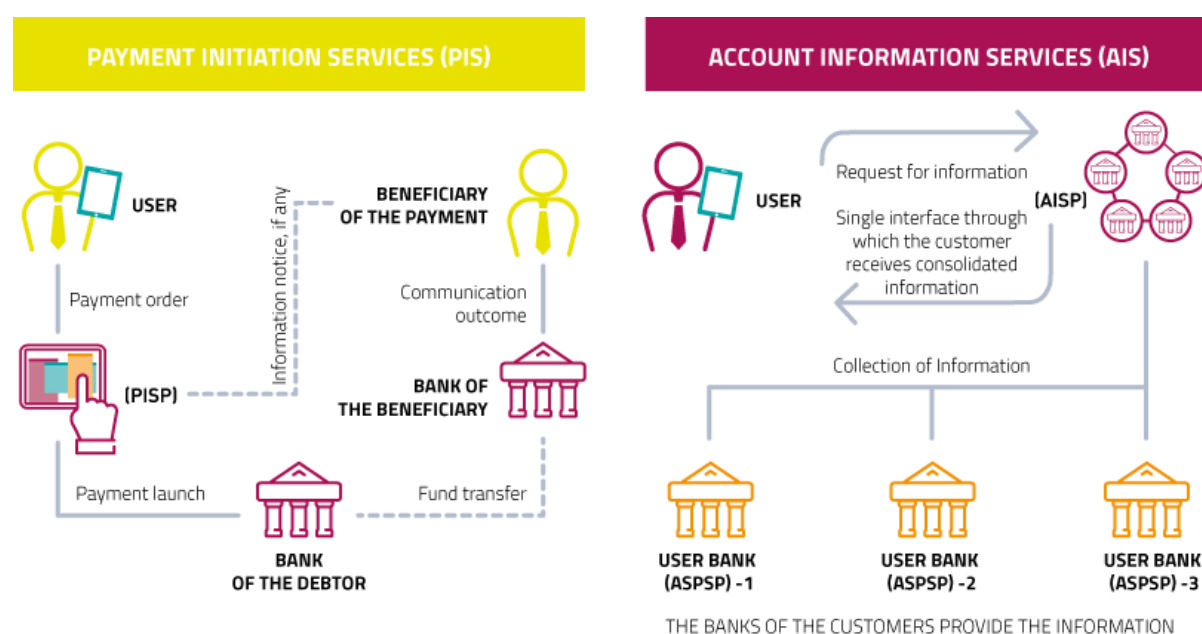 PAYMENT INITIATION SERVICES (PIS)
USER
BENEFICIARY
OF THE PAYMENT
Information notice, if any
Payment order
Communication
outcome
(PISP)
BANK OF
THE BENEFICIARY
Payment launch
Fund transfer
BANK
OF THE DEBTOR
ACCOUNT INFORMATION SERVICES (AIS)
USER
Request for information
(AISP)
Single interface through
which the customer
receives consolidated
information
Collection of Information
USER BANK
(ASPSP) -1
USER BANK
(ASPSP) -2
USER BANK
(ASPSP) -3
THE BANKS OF THE CUSTOMERS PROVIDE THE INFORMATION